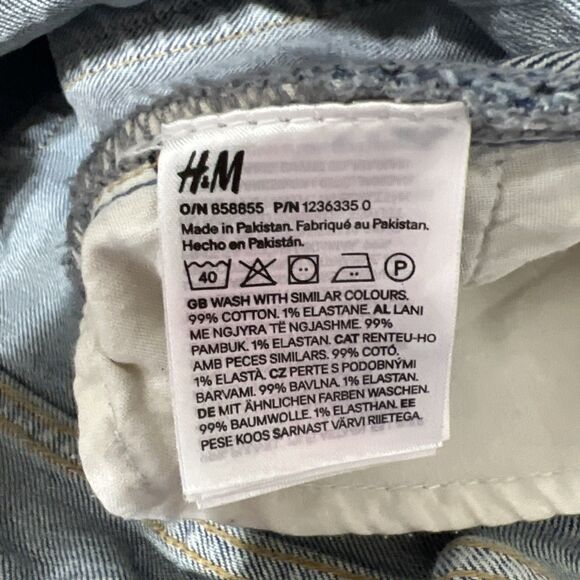 H&M
O/N 858855 P/N 1236335 0
Made in Pakistan. Fabriqué au Pakistan.
Hecho en Pakistán.
40 P
GB WASH WITH SIMILAR COLOURS.
99% COTTON. 1% ELASTANE. AL LANI
ME NGJYRA TË NGJASHME. 99%
PAMBUK. 1% ELASTAN. CAT RENTEU-HO
AMB PECES SIMILARS. 99% COTÓ.
1% ELASTÀ. CZ PERTE S PODOBNÝMI
BARVAMI. 99% BAVLNA. 1% ELASTAN.
DE MIT ÄHNLICHEN FARBEN WASCHEN.
99% BAUMWOLLE. 1% ELASTHAN. EE
PESE KOOS SARNAST VÄRVI RIIETEGA.